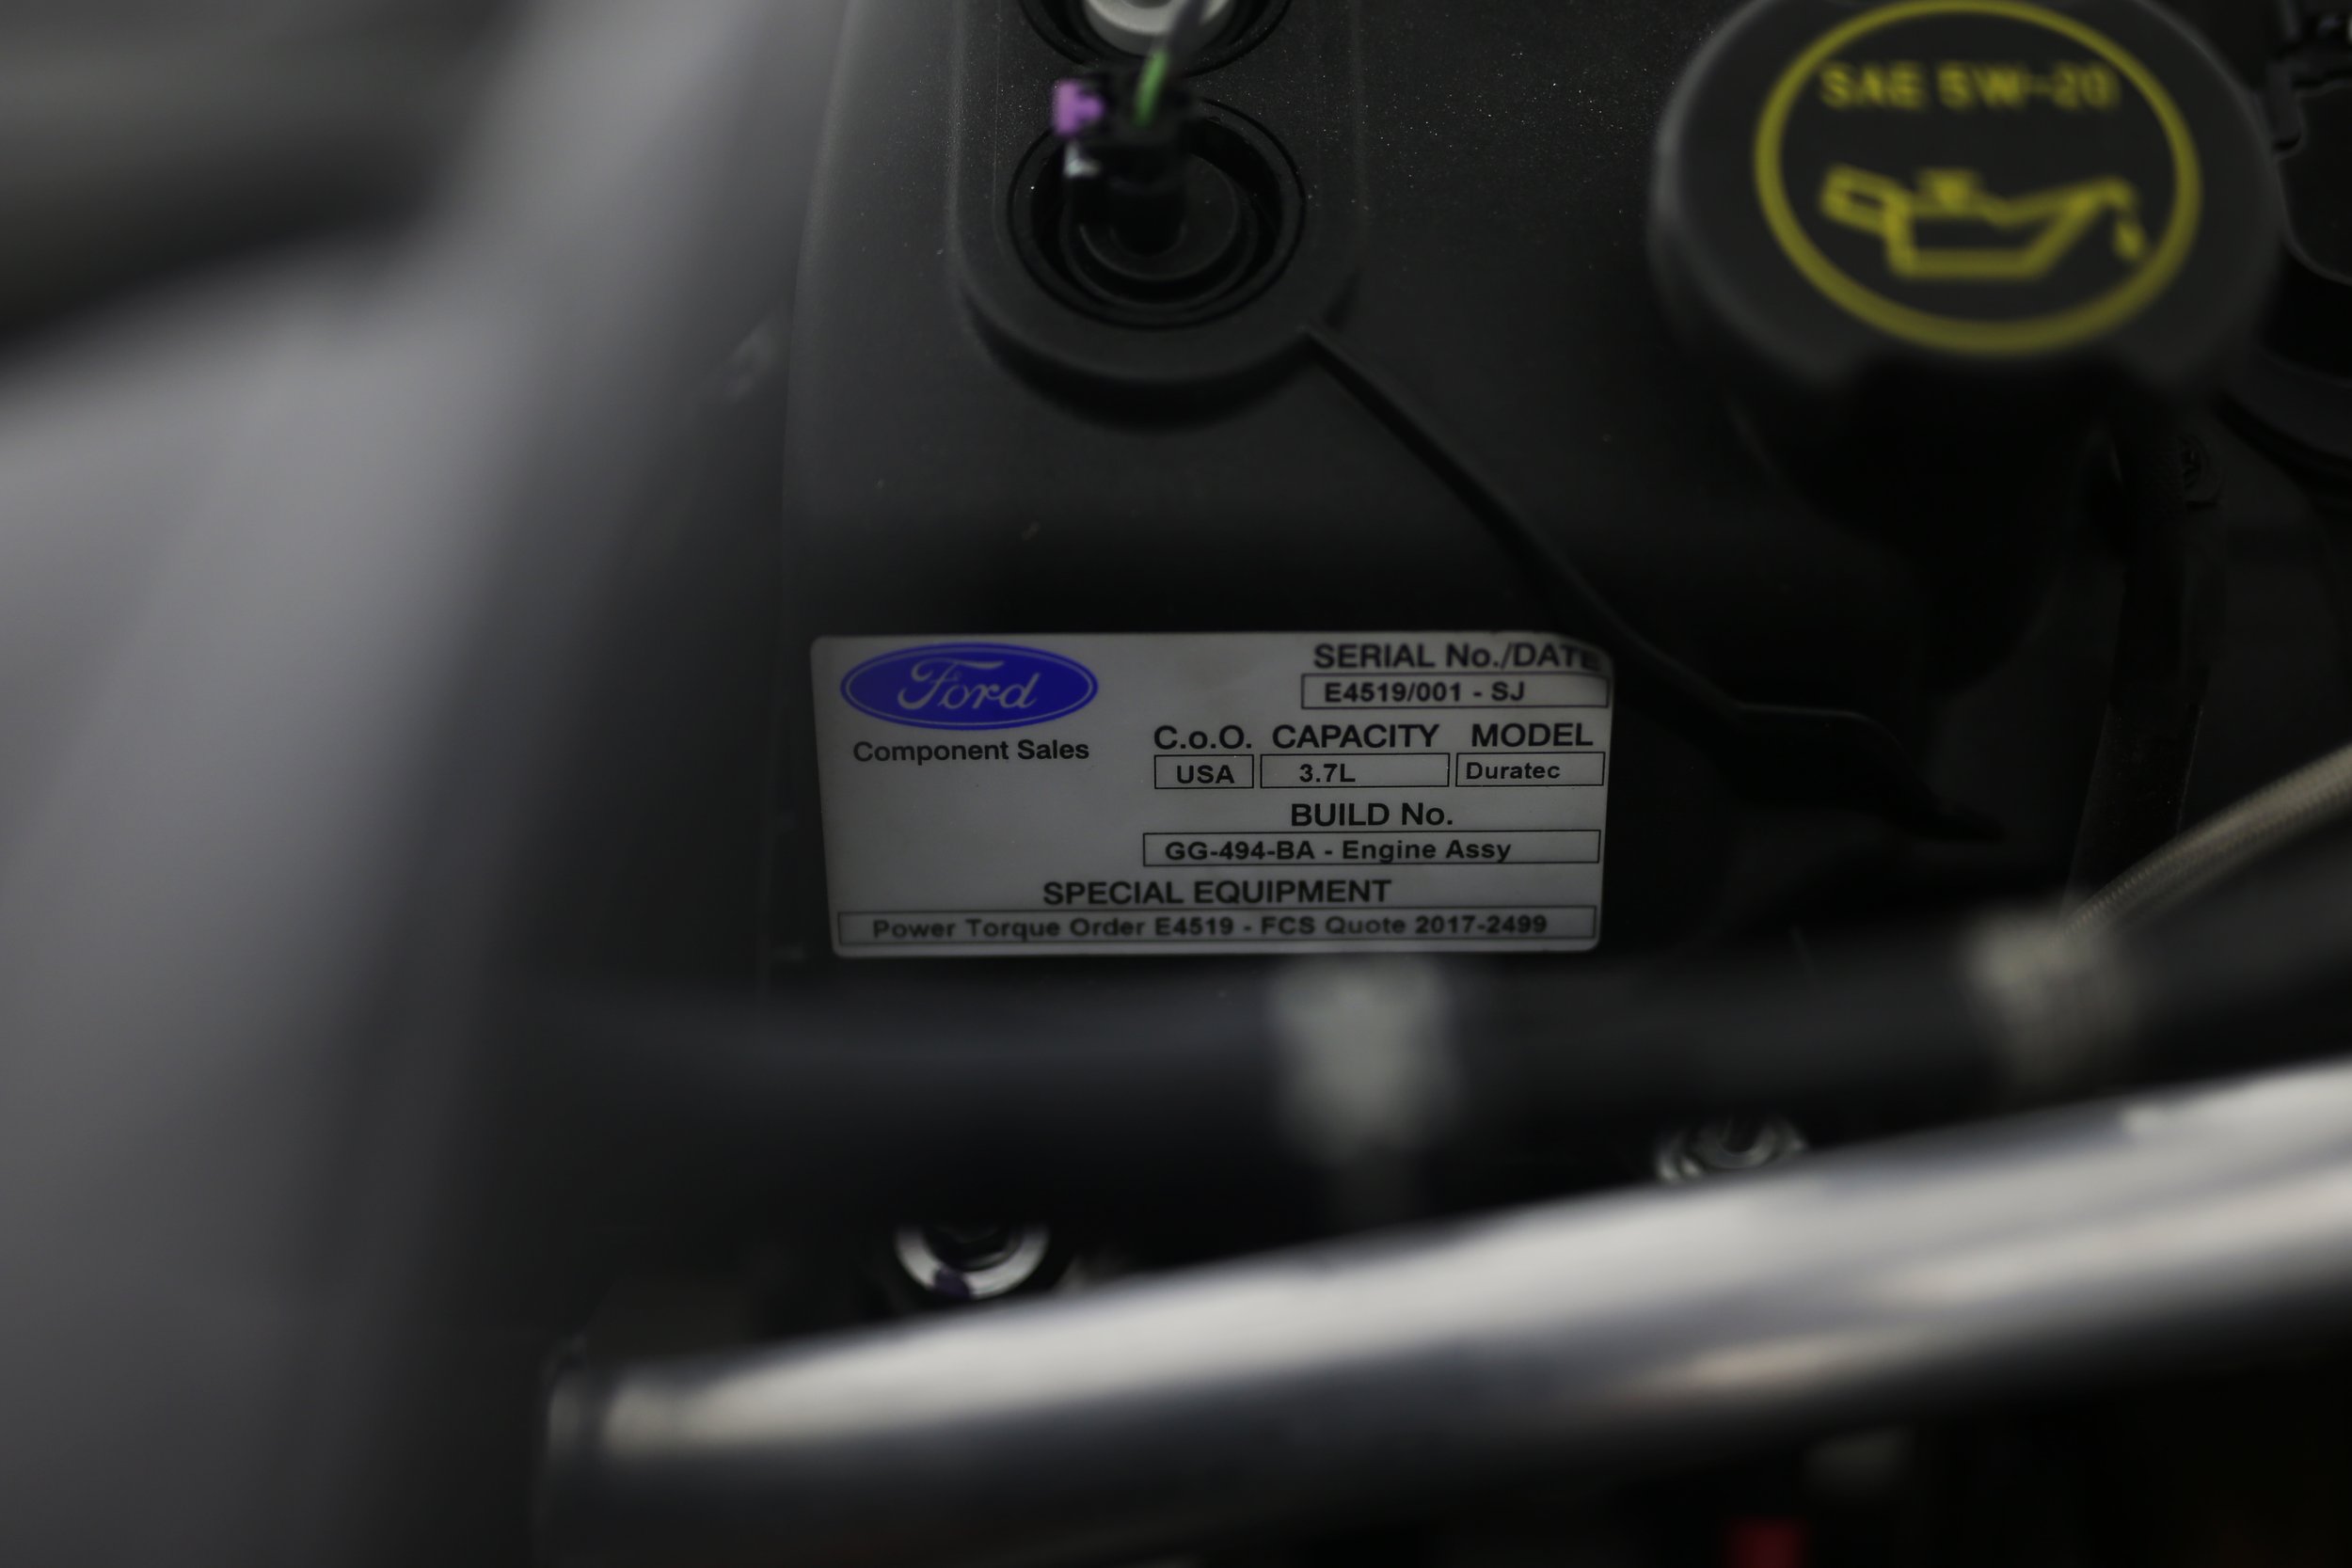 SAE 5W-20
Ford
Component Sales
SERIAL No./DATE
E4519/001 - SJ
C.o.O. CAPACITY MODEL
USA 3.7L Duratec
BUILD No.
GG-494-BA - Engine Assy
SPECIAL EQUIPMENT
Power Torque Order E4519 - FCS Quote 2017-2499